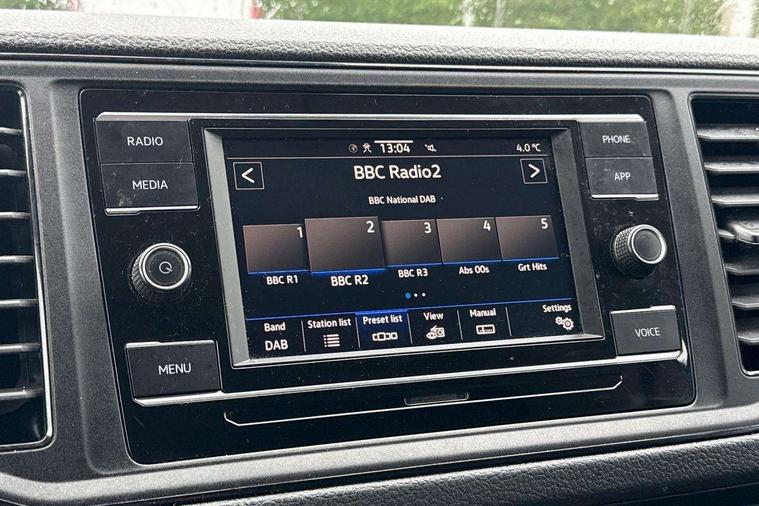 RADIO
MEDIA
MENU
13:04
4.0 °C
<
BBC Radio2
>
BBC National DAB
1
2
3
4
5
BBC R1
BBC R2
BBC R3
Abs 00s
Grt Hits
Band
DAB
Station list
Preset list
View
Manual
Settings
PHONE
APP
VOICE